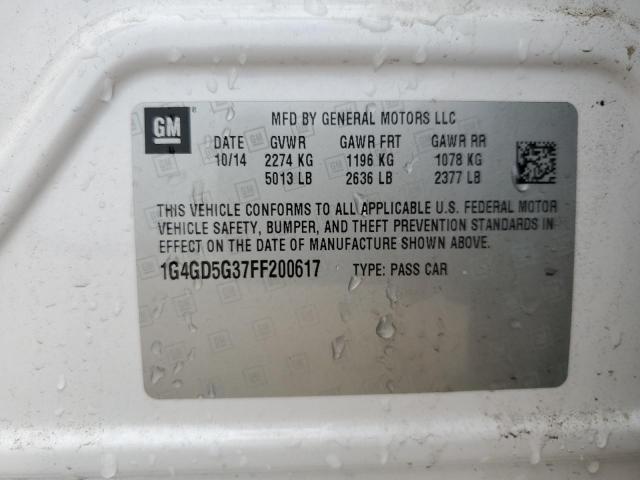 GM
MFD BY GENERAL MOTORS LLC
DATE GVWR GAWR FRT GAWR RR
10/14 2274 KG 1196 KG 1078 KG
5013 LB 2636 LB 2377 LB
THIS VEHICLE CONFORMS TO ALL APPLICABLE U.S. FEDERAL MOTOR
VEHICLE SAFETY, BUMPER, AND THEFT PREVENTION STANDARDS IN
EFFECT ON THE DATE OF MANUFACTURE SHOWN ABOVE.
1G4GD5G37FF200617 TYPE: PASS CAR